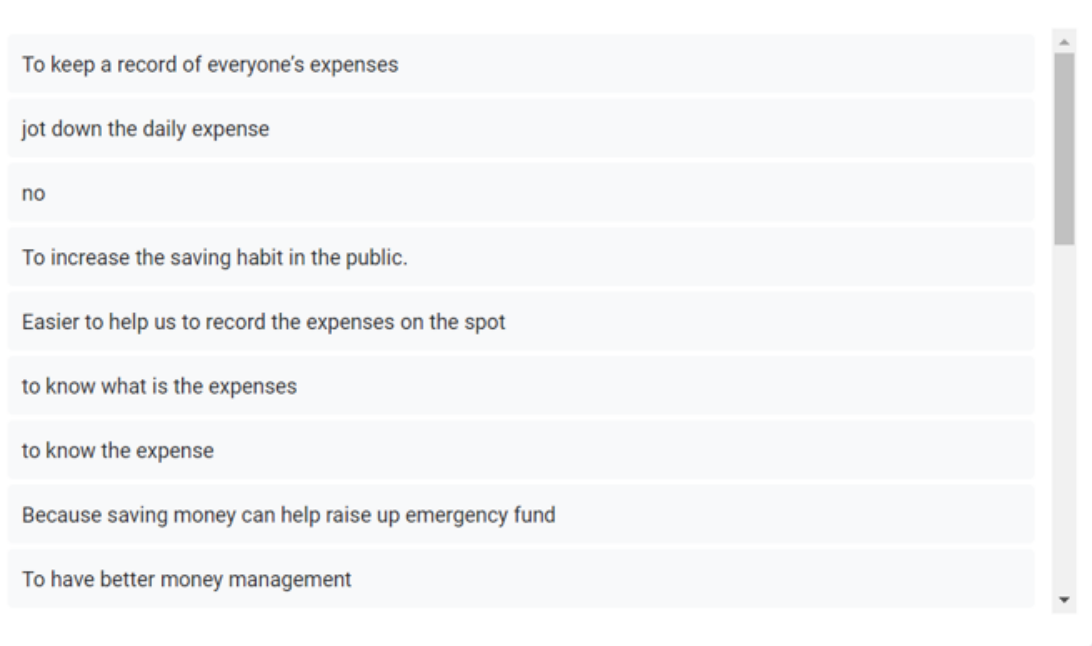 To keep a record of everyone's expenses
jot down the daily expense
no
To increase the saving habit in the public.
Easier to help us to record the expenses on the spot
to know what is the expenses
to know the expense
Because saving money can help raise up emergency fund
To have better money management